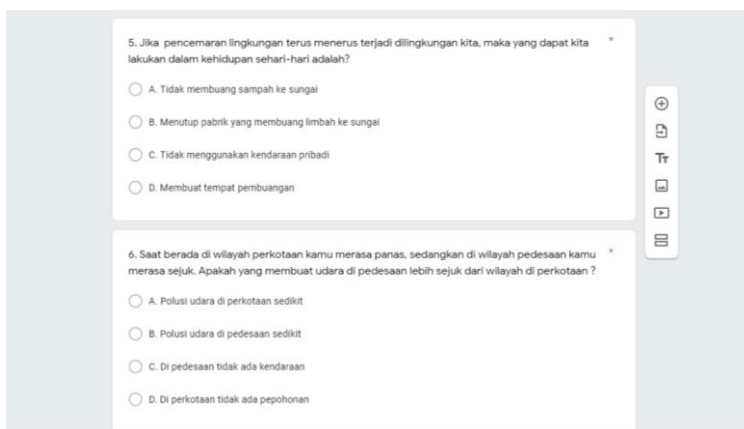 5. Jika pencemaran lingkungan terus menerus terjadi dilingkungan kita, maka yang dapat kita *
lakukan dalam kehidupan sehari-hari adalah?
A. Tidak membuang sampah ke sungai
B. Menutup pabrik yang membuang limbah ke sungai
C. Tidak menggunakan kendaraan pribadi
D. Membuat tempat pembuangan
6. Saat berada di wilayah perkotaan kamu merasa panas, sedangkan di wilayah pedesaan kamu *
merasa sejuk. Apakah yang membuat udara di pedesaan lebih sejuk dari wilayah di perkotaan ?
A. Polusi udara di perkotaan sedikit
B. Polusi udara di pedesaan sedikit
C. Di pedesaan tidak ada kendaraan
D. Di perkotaan tidak ada pepohonan
Tт